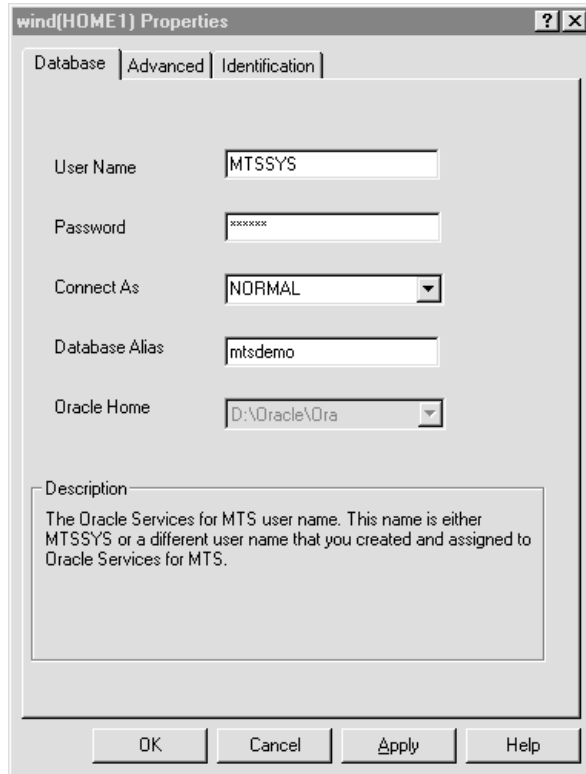 wind(HOME1) Properties
Database Advanced Identification
User Name MTSSYS
Password ******
Connect As NORMAL
Database Alias mtsdemo
Oracle Home D:\Oracle\Ora
Description
The Oracle Services for MTS user name. This name is either
MTSSYS or a different user name that you created and assigned to
Oracle Services for MTS.
OK Cancel Apply Help